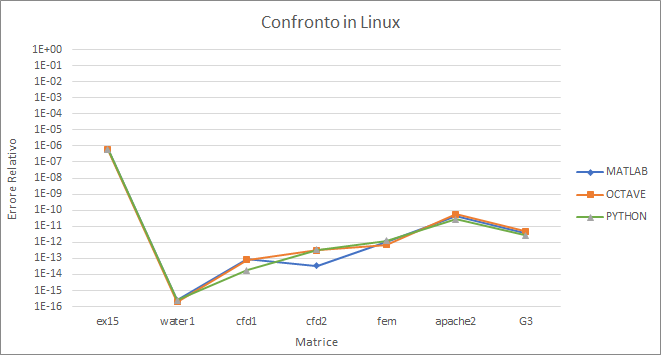 Confronto in Linux
1E+00
1E-01
1E-02
1E-03
1E-04
1E-05
1E-06
1E-07
1E-08
1E-09
1E-10
1E-11
1E-12
1E-13
1E-14
1E-15
1E-16
Errore Relativo
ex15 water1 cfd1 cfd2 fem apache2 G3
Matrice
MATLAB
OCTAVE
PYTHON